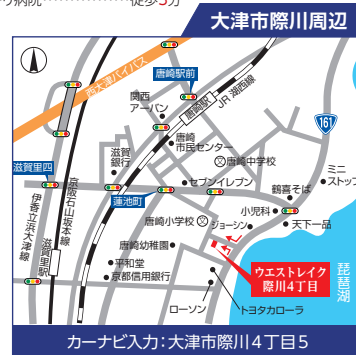 病院 徒歩5分
大津市際川周辺
西大津バイパス
唐崎駅前
関西
アーバン
唐崎駅
JR湖西線
161
唐崎
市民センター
唐崎中学校
滋賀
銀行
滋賀里四
セブンイレブン
ミニ
ストップ
蓮池町
鶴喜そば
小児科
唐崎小学校
ジョーシン
天下一品
伊香立浜大津線
京阪石山坂本線
滋賀里駅
唐崎幼稚園
平和堂
京都信用銀行
ウエストレイク
際川4丁目
琵琶湖
ローソン
トヨタカローラ
カーナビ入力：大津市際川4丁目5